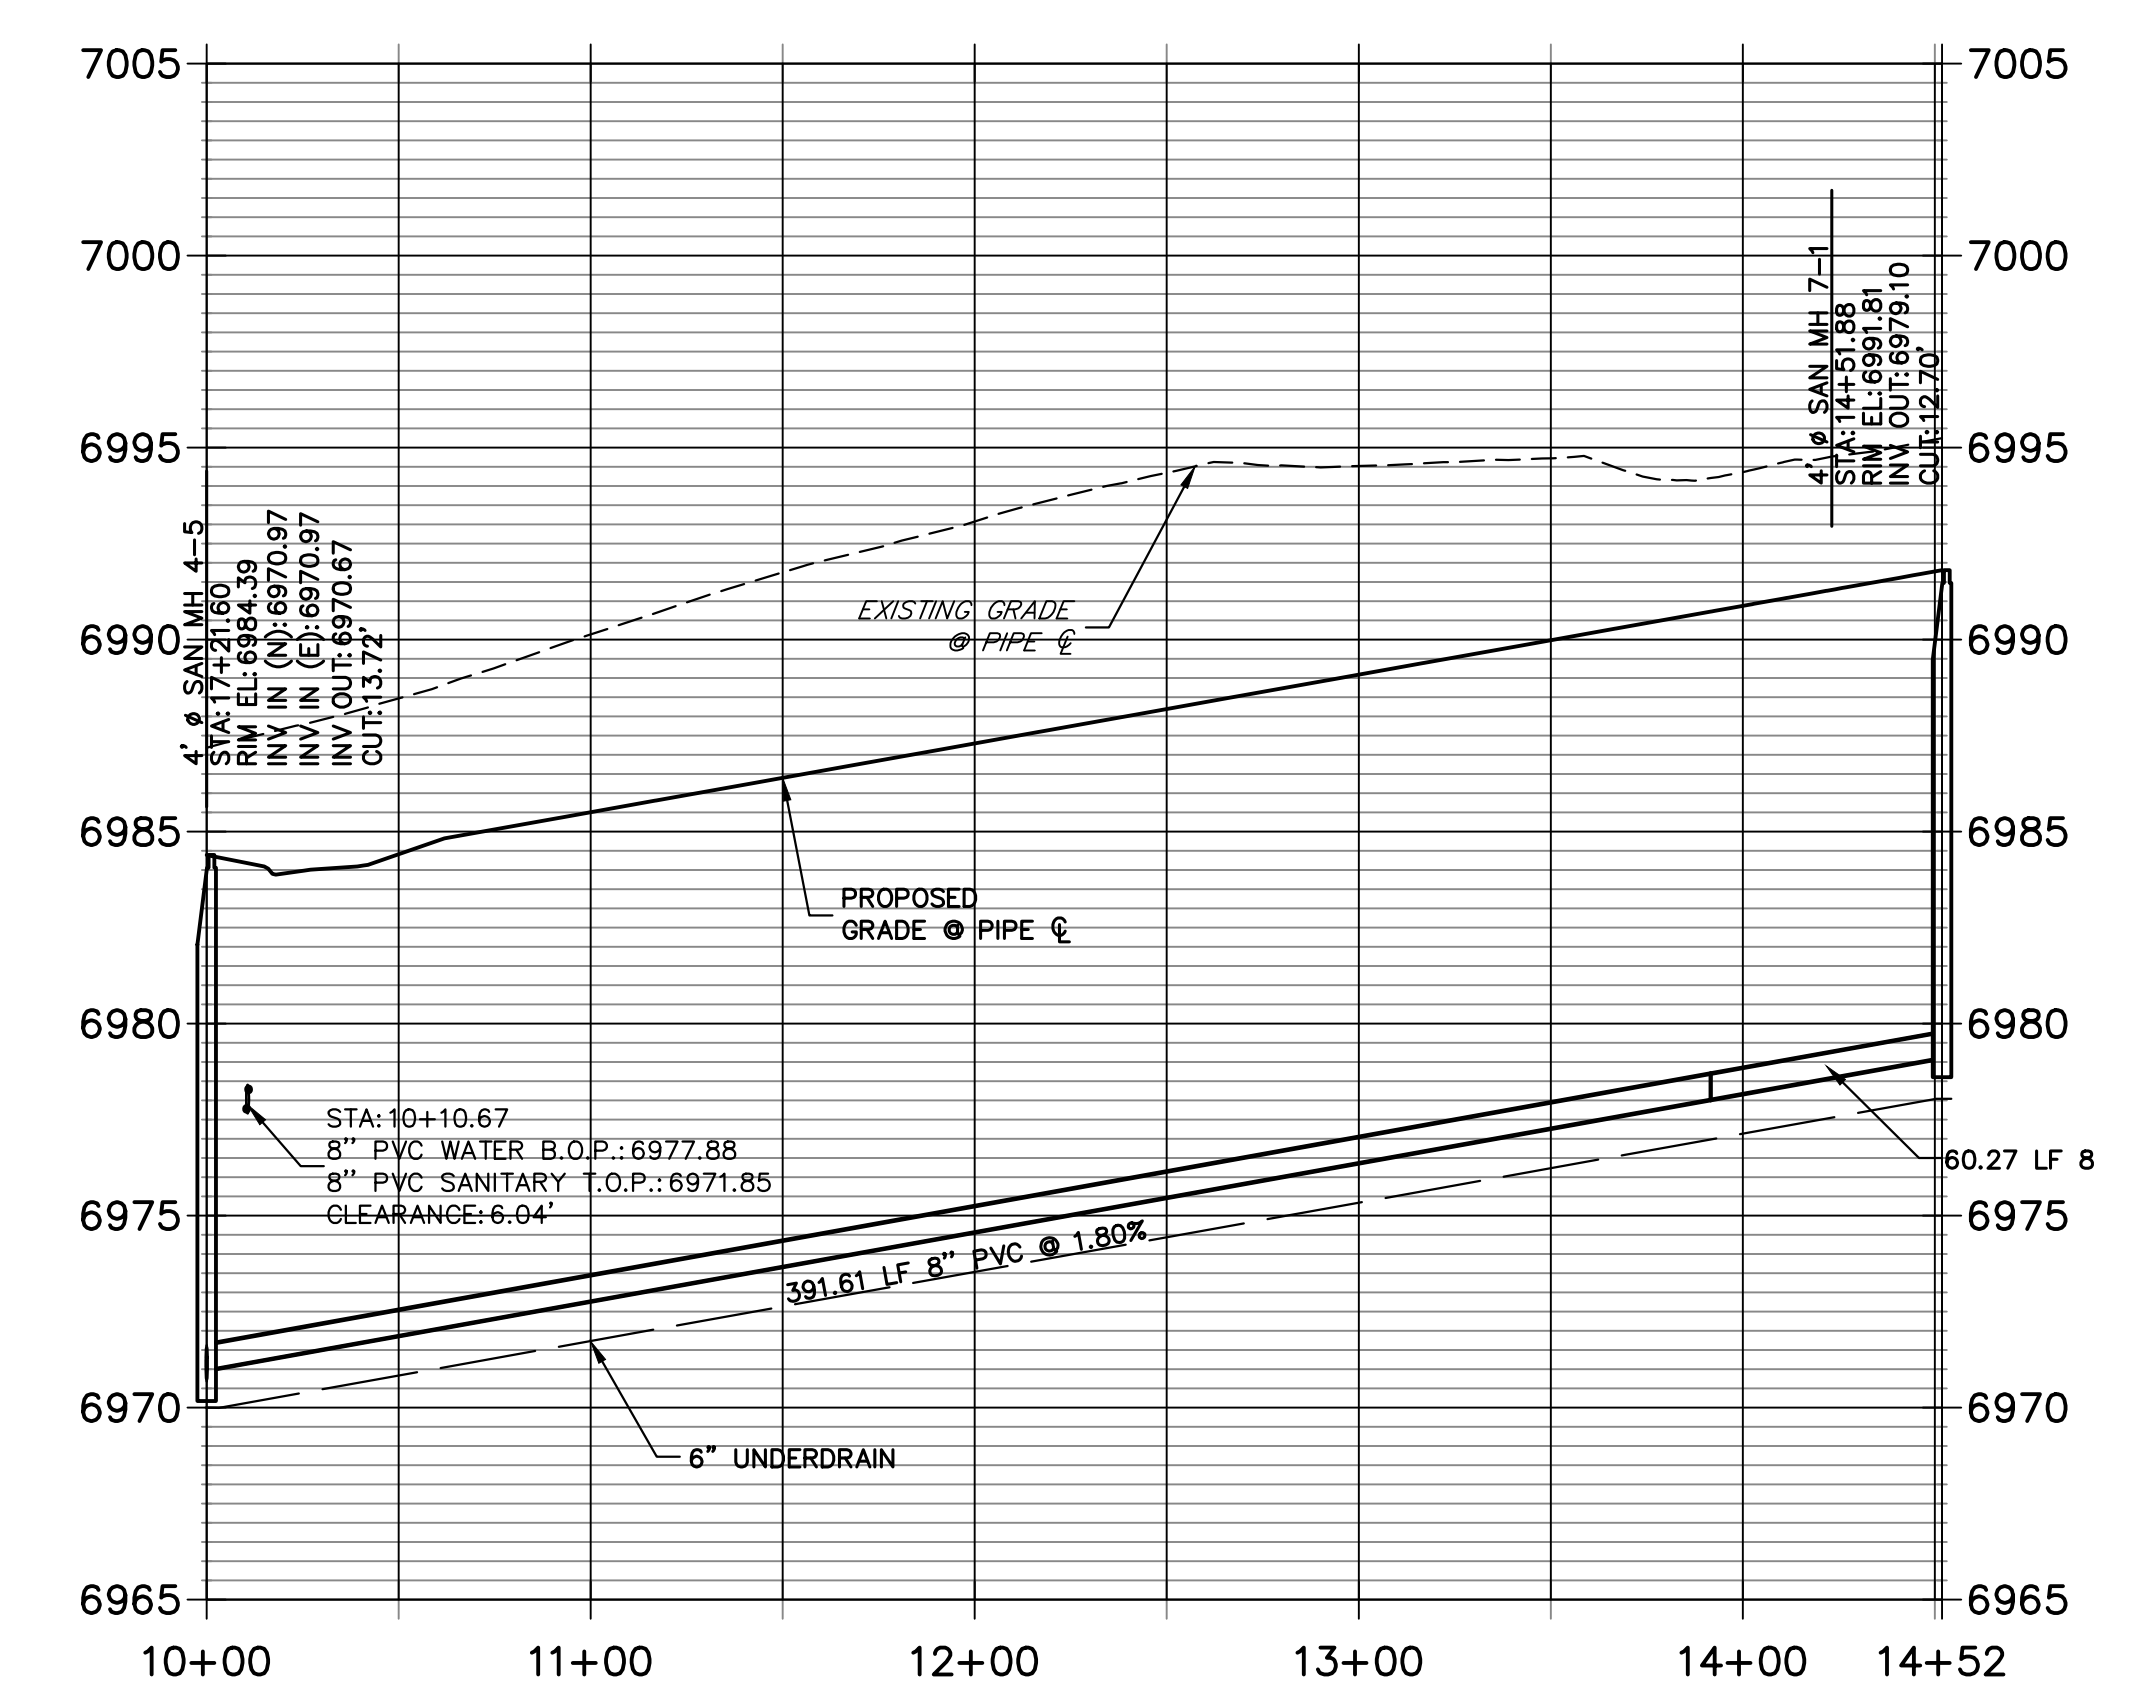 7005
7000
6995
6990
6985
6980
6975
6970
6965
7005
7000
6995
6990
6985
6980
6975
6970
6965
10+00
11+00
12+00
13+00
14+00
14+52
4' ø SAN MH 4-5
STA:17+21.60
RIM EL:6984.39
INV IN (N):6970.97
INV IN (E):6970.97
INV OUT:6970.67
CUT:13.72'
4' ø SAN MH 7-1
STA:14+51.88
RIM EL:6991.81
INV OUT:6979.10
CUT:12.70'
EXISTING GRADE
@ PIPE ℄
PROPOSED
GRADE @ PIPE ℄
STA:10+10.67
8'' PVC WATER B.O.P.:6977.88
8'' PVC SANITARY T.O.P.:6971.85
CLEARANCE:6.04'
391.61 LF 8'' PVC @ 1.80%
60.27 LF 8
6" UNDERDRAIN